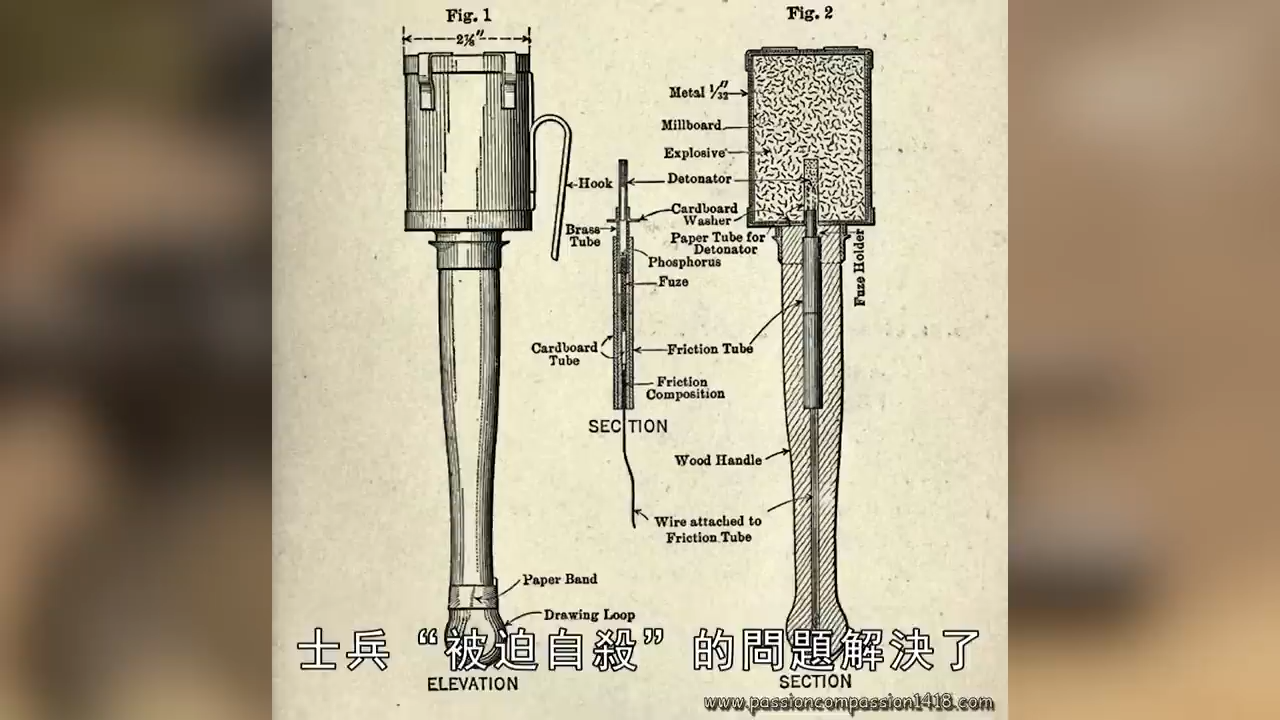 Fig. 1
Fig. 2
2⅞"
Metal 1/32"
Millboard
Explosive
Hook
Detonator
Cardboard
Washer
Brass
Tube
Paper Tube for
Detonator
Phosphorus
Fuze Holder
Fuze
Cardboard
Tube
Friction Tube
Friction
Composition
SECTION
Wood Handle
Wire attached to
Friction Tube
Paper Band
Drawing Loop
士兵“被迫自殺”的問題解決了
ELEVATION
SECTION
www.passioncompassion1418.com